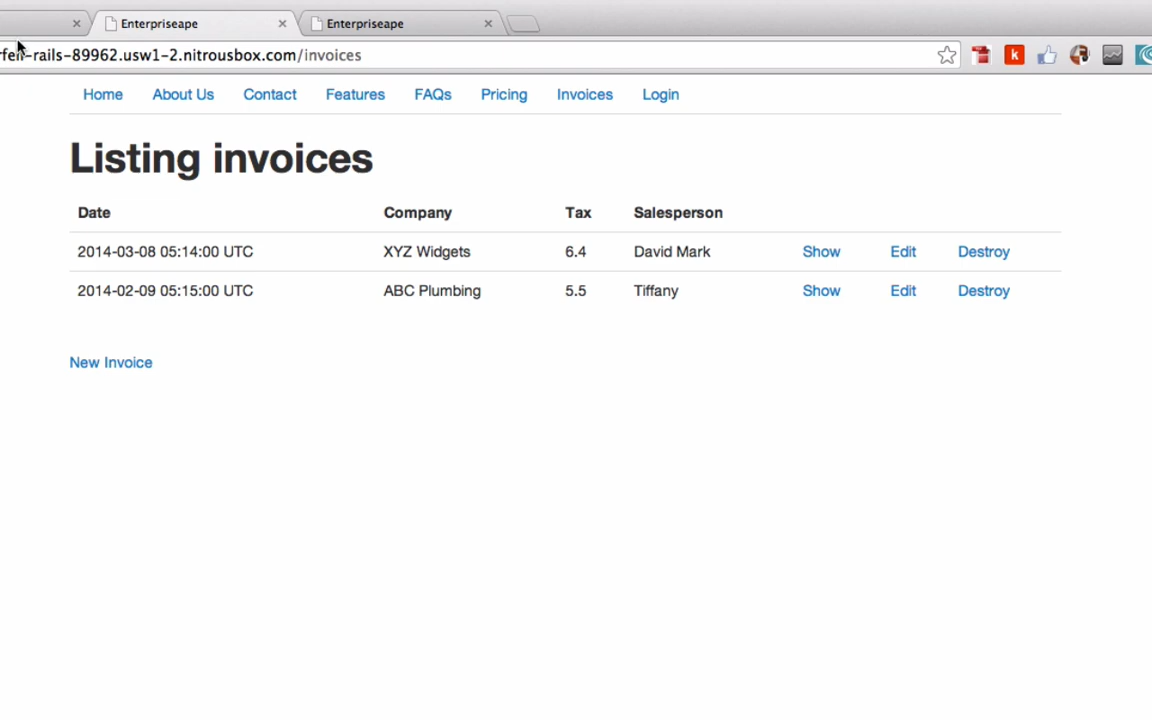 Enterpriseape Enterpriseape
-rails-89962.usw1-2.nitrousbox.com/invoices
Home About Us Contact Features FAQs Pricing Invoices Login
Listing invoices
Date Company Tax Salesperson
2014-03-08 05:14:00 UTC XYZ Widgets 6.4 David Mark Show Edit Destroy
2014-02-09 05:15:00 UTC ABC Plumbing 5.5 Tiffany Show Edit Destroy
New Invoice